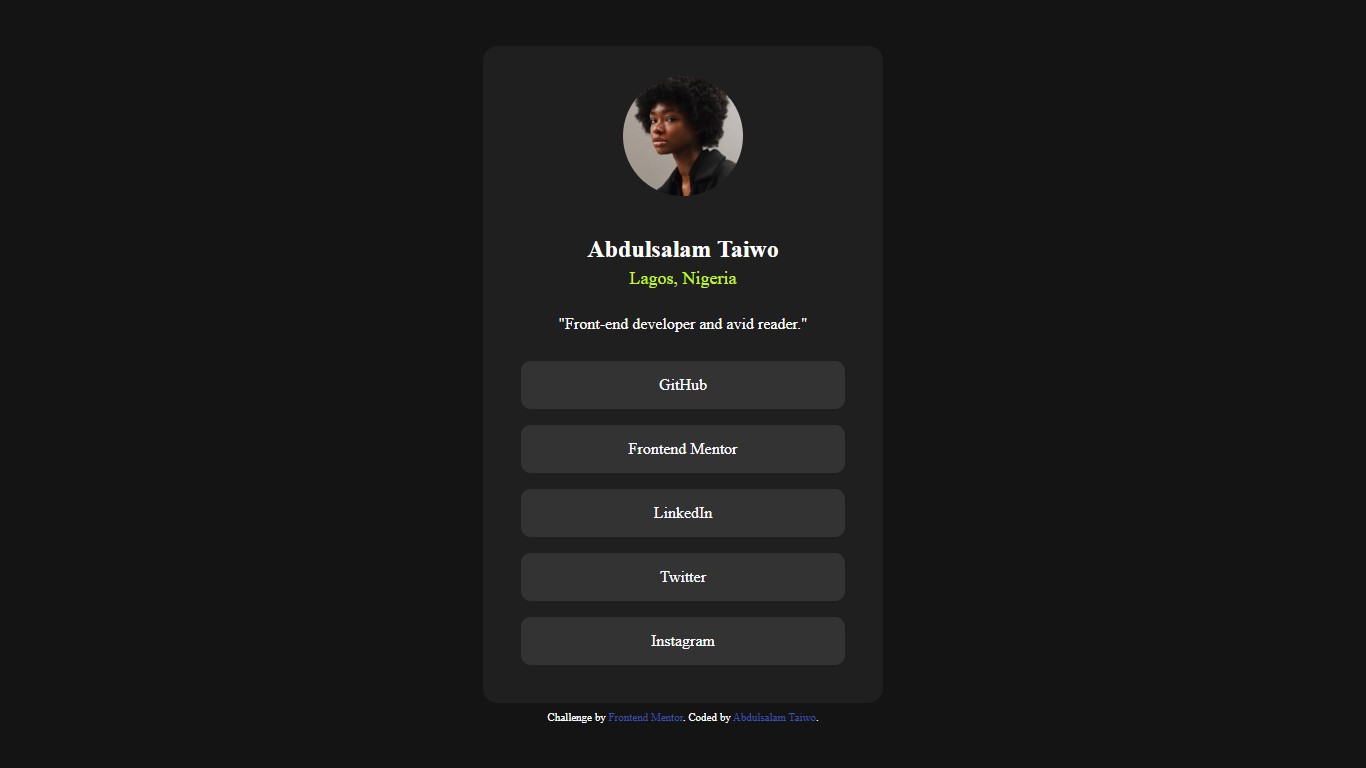 Abdulsalam Taiwo
Lagos, Nigeria
"Front-end developer and avid reader."
GitHub
Frontend Mentor
LinkedIn
Twitter
Instagram
Challenge by Frontend Mentor. Coded by Abdulsalam Taiwo.